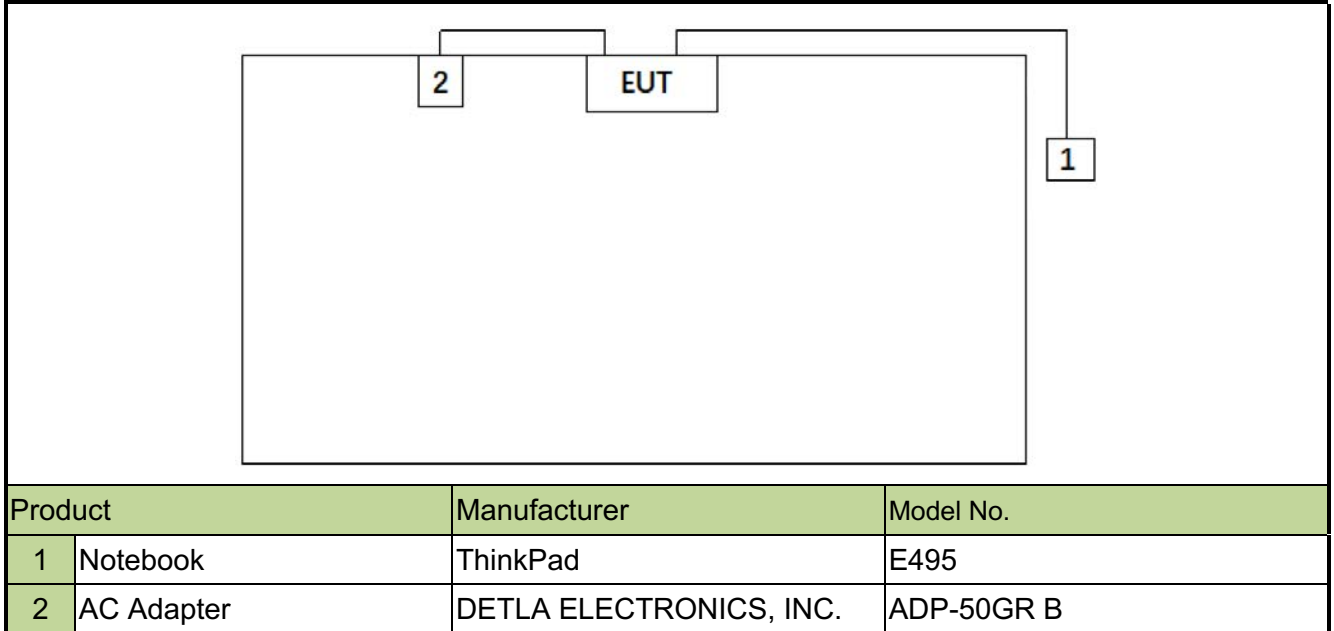 2 EUT
1
Product Manufacturer Model No.
1 Notebook ThinkPad E495
2 AC Adapter DETLA ELECTRONICS, INC. ADP-50GR B